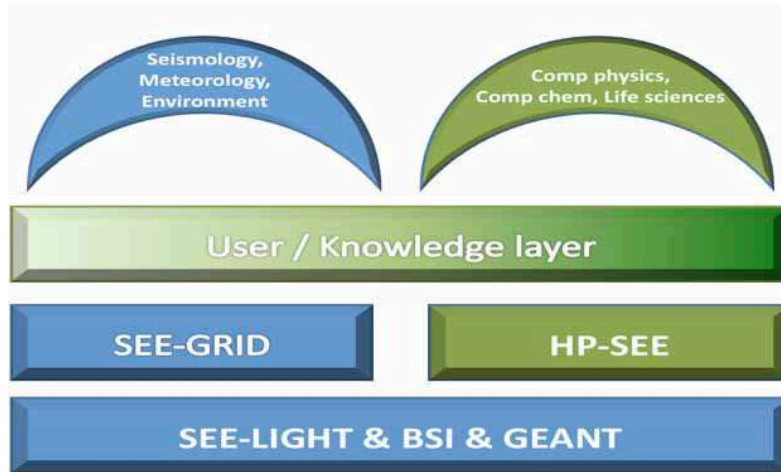 Seismology,
Meteorology,
Environment
Comp physics,
Comp chem, Life sciences
User / Knowledge layer
SEE-GRID
HP-SEE
SEE-LIGHT & BSI & GEANT